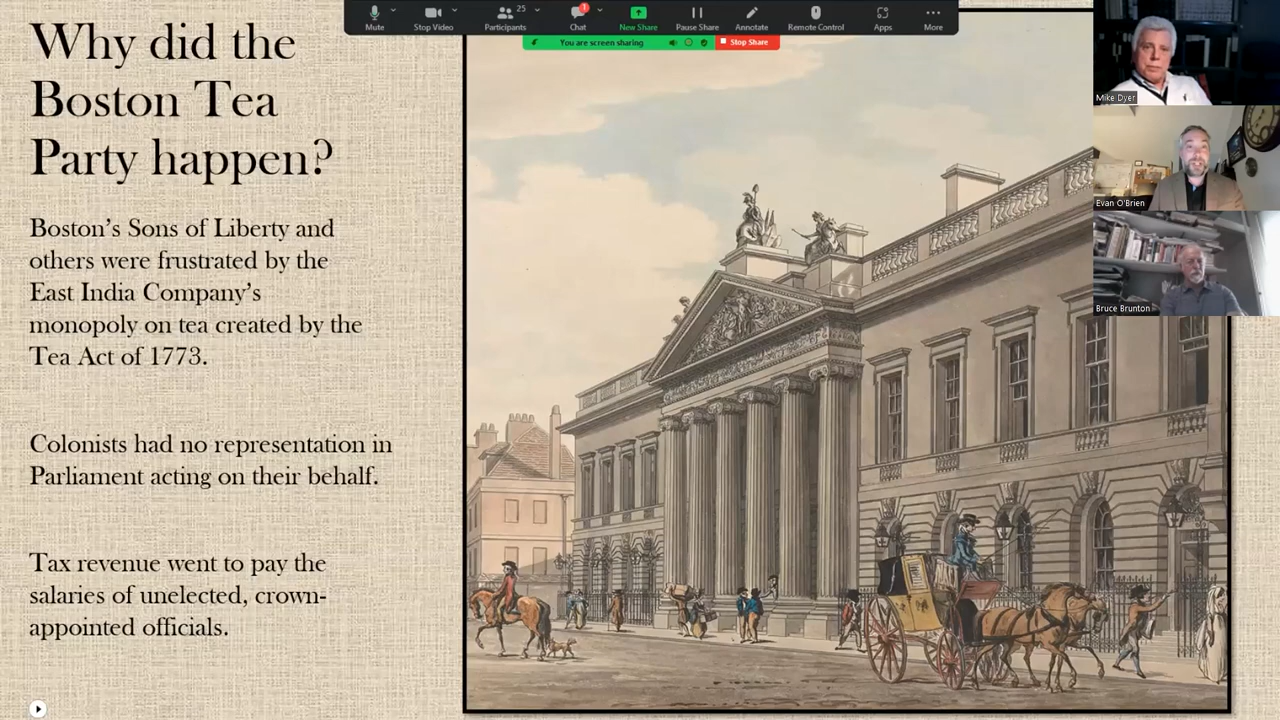 Mute
Stop Video
25
Participants
1
Chat
New Share
Pause Share
Annotate
Remote Control
Apps
More
You are screen sharing
Stop Share
Why did the
Boston Tea
Party happen?
Boston's Sons of Liberty and
others were frustrated by the
East India Company's
monopoly on tea created by the
Tea Act of 1773.
Colonists had no representation in
Parliament acting on their behalf.
Tax revenue went to pay the
salaries of unelected, crown-
appointed officials.
Mike Dyer
Evan O'Brien
Bruce Brunton